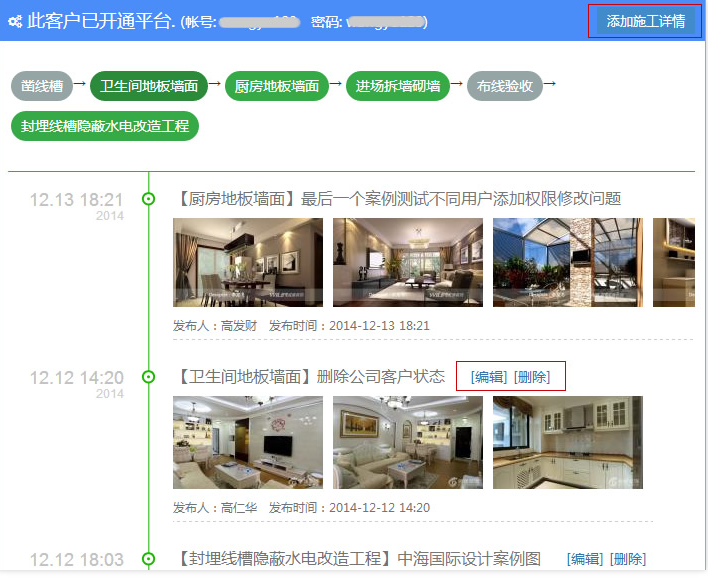 此客户已开通平台. (帐号: 密码: )
添加施工详情
凿线槽 → 卫生间地板墙面 → 厨房地板墙面 → 进场拆墙砌墙 → 布线验收 →
封埋线槽隐蔽水电改造工程
12.13 18:21
2014
【厨房地板墙面】最后一个案例测试不同用户添加权限修改问题
发布人：高发财 发布时间：2014-12-13 18:21
12.12 14:20
2014
【卫生间地板墙面】删除公司客户状态 [编辑] [删除]
发布人：高仁华 发布时间：2014-12-12 14:20
12.12 18:03
【封埋线槽隐蔽水电改造工程】中海国际设计案例图 [编辑] [删除]